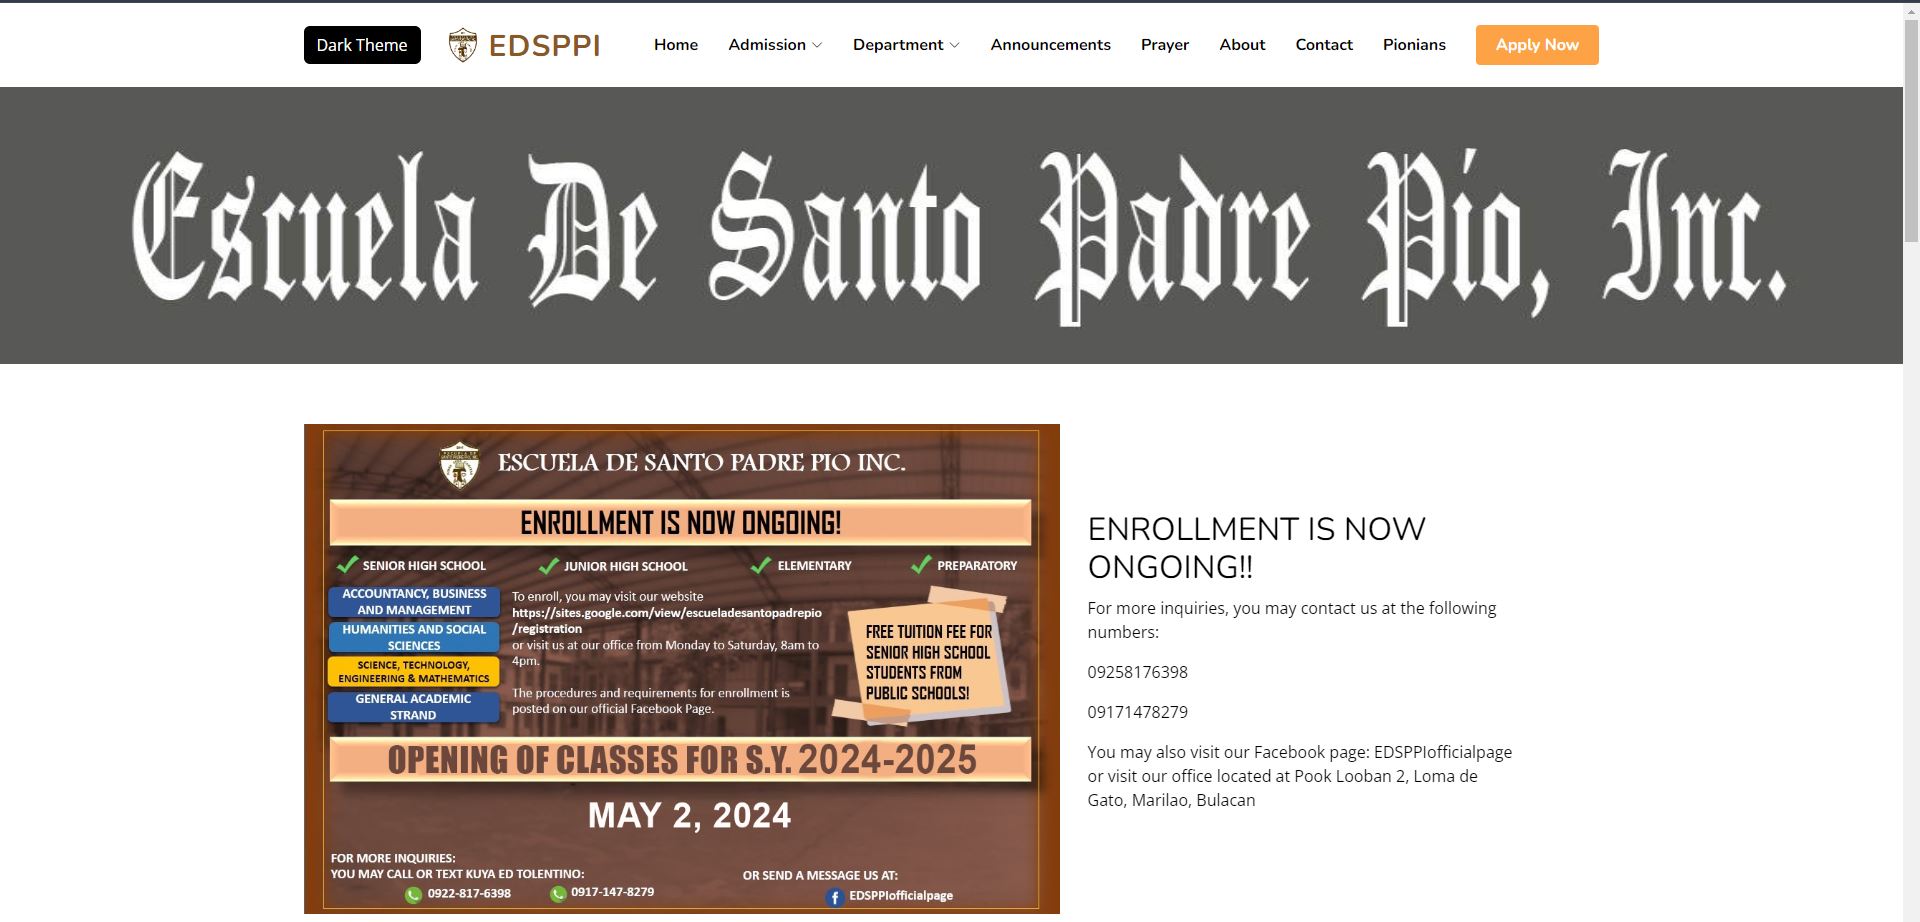 Dark Theme
EDSPPI
Home
Admission
Department
Announcements
Prayer
About
Contact
Pionians
Apply Now
Escuela De Santo Padre Pío, Inc.
ESCUELA DE SANTO PADRE PIO INC.
ENROLLMENT IS NOW ONGOING!
SENIOR HIGH SCHOOL
JUNIOR HIGH SCHOOL
ELEMENTARY
PREPARATORY
ACCOUNTANCY, BUSINESS
AND MANAGEMENT
HUMANITIES AND SOCIAL
SCIENCES
SCIENCE, TECHNOLOGY,
ENGINEERING & MATHEMATICS
GENERAL ACADEMIC
STRAND
To enroll, you may visit our website
https://sites.google.com/view/escueladesantopadrepio
/registration
or visit us at our office from Monday to Saturday, 8am to
4pm.
The procedures and requirements for enrollment is
posted on our official Facebook Page.
FREE TUITION FEE FOR
SENIOR HIGH SCHOOL
STUDENTS FROM
PUBLIC SCHOOLS!
OPENING OF CLASSES FOR S.Y. 2024-2025
MAY 2, 2024
FOR MORE INQUIRIES:
YOU MAY CALL OR TEXT KUYA ED TOLENTINO:
0922-817-6398
0917-147-8279
OR SEND A MESSAGE US AT:
EDSPPIofficialpage
ENROLLMENT IS NOW
ONGOING!!
For more inquiries, you may contact us at the following
numbers:
09258176398
09171478279
You may also visit our Facebook page: EDSPPIofficialpage
or visit our office located at Pook Looban 2, Loma de
Gato, Marilao, Bulacan